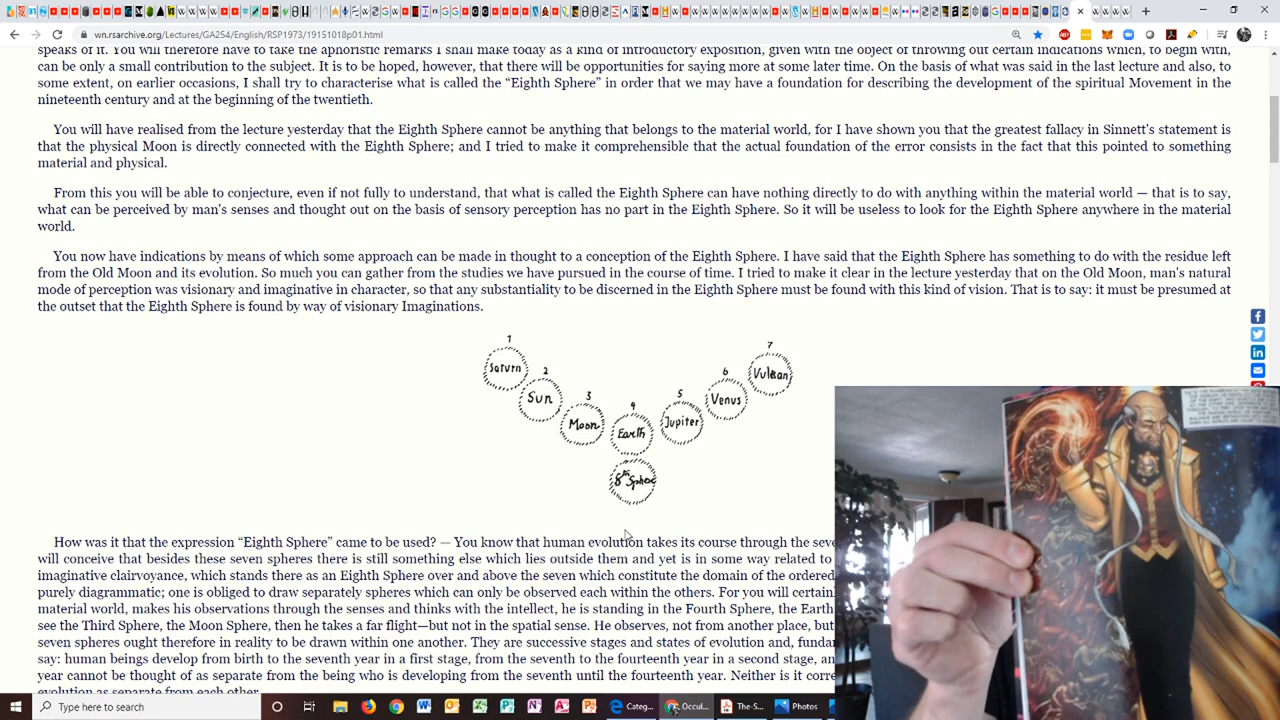 wn.rsarchive.org/Lectures/GA254/English/RSP1973/19151018p01.html
speaks of it. You will therefore have to take the aphoristic remarks I shall make today as a kind of introductory exposition, given with the object of throwing out certain indications which, to begin with,
can be only a small contribution to the subject. It is to be hoped, however, that there will be opportunities for saying more at some later time. On the basis of what was said in the last lecture and also, to
some extent, on earlier occasions, I shall try to characterise what is called the “Eighth Sphere” in order that we may have a foundation for describing the development of the spiritual Movement in the
nineteenth century and at the beginning of the twentieth.
You will have realised from the lecture yesterday that the Eighth Sphere cannot be anything that belongs to the material world, for I have shown you that the greatest fallacy in Sinnett's statement is
that the physical Moon is directly connected with the Eighth Sphere; and I tried to make it comprehensible that the actual foundation of the error consists in the fact that this pointed to something
material and physical.
From this you will be able to conjecture, even if not fully to understand, that what is called the Eighth Sphere can have nothing directly to do with anything within the material world — that is to say,
what can be perceived by man's senses and thought out on the basis of sensory perception has no part in the Eighth Sphere. So it will be useless to look for the Eighth Sphere anywhere in the material
world.
You now have indications by means of which some approach can be made in thought to a conception of the Eighth Sphere. I have said that the Eighth Sphere has something to do with the residue left
from the Old Moon and its evolution. So much you can gather from the studies we have pursued in the course of time. I tried to make it clear in the lecture yesterday that on the Old Moon, man's natural
mode of perception was visionary and imaginative in character, so that any substantiality to be discerned in the Eighth Sphere must be found with this kind of vision. That is to say: it must be presumed at
the outset that the Eighth Sphere is found by way of visionary Imaginations.
1
Saturn
2
Sun
3
Moon
4
Earth
5
Jupiter
6
Venus
7
Vulkan
8th Sphere
How was it that the expression “Eighth Sphere” came to be used? — You know that human evolution takes its course through the seve
will conceive that besides these seven spheres there is still something else which lies outside them and yet is in some way related to
imaginative clairvoyance, which stands there as an Eighth Sphere over and above the seven which constitute the domain of the ordered
purely diagrammatic; one is obliged to draw separately spheres which can only be observed each within the others. For you will certain
material world, makes his observations through the senses and thinks with the intellect, he is standing in the Fourth Sphere, the Earth
see the Third Sphere, the Moon Sphere, then he takes a far flight—but not in the spatial sense. He observes, not from another place, but
seven spheres ought therefore in reality to be drawn within one another. They are successive stages and states of evolution and, fundam
say: human beings develop from birth to the seventh year in a first stage, from the seventh to the fourteenth year in a second stage, an
year cannot be thought of as separate from the being who is developing from the seventh until the fourteenth year. Neither is it correc
evolution as separate from each other.
Type here to search
Categ...
Occul...
The-S...
Photos